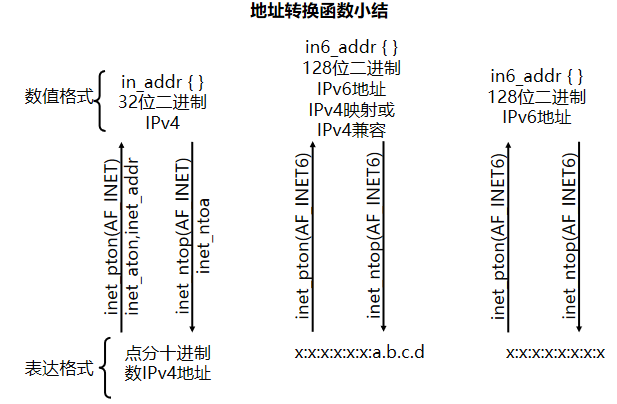 地址转换函数小结
数值格式
in_addr { }
32位二进制
IPv4
in6_addr { }
128位二进制
IPv6地址
IPv4映射或
IPv4兼容
in6_addr { }
128位二进制
IPv6地址
inet_pton(AF_INET)
inet_aton,inet_addr
inet_ntop(AF_INET)
inet_ntoa
inet_pton(AF_INET6)
inet_ntop(AF_INET6)
inet_pton(AF_INET6)
inet_ntop(AF_INET6)
表达格式
点分十进制
数IPv4地址
x:x:x:x:x:x:a.b.c.d
x:x:x:x:x:x:x:x